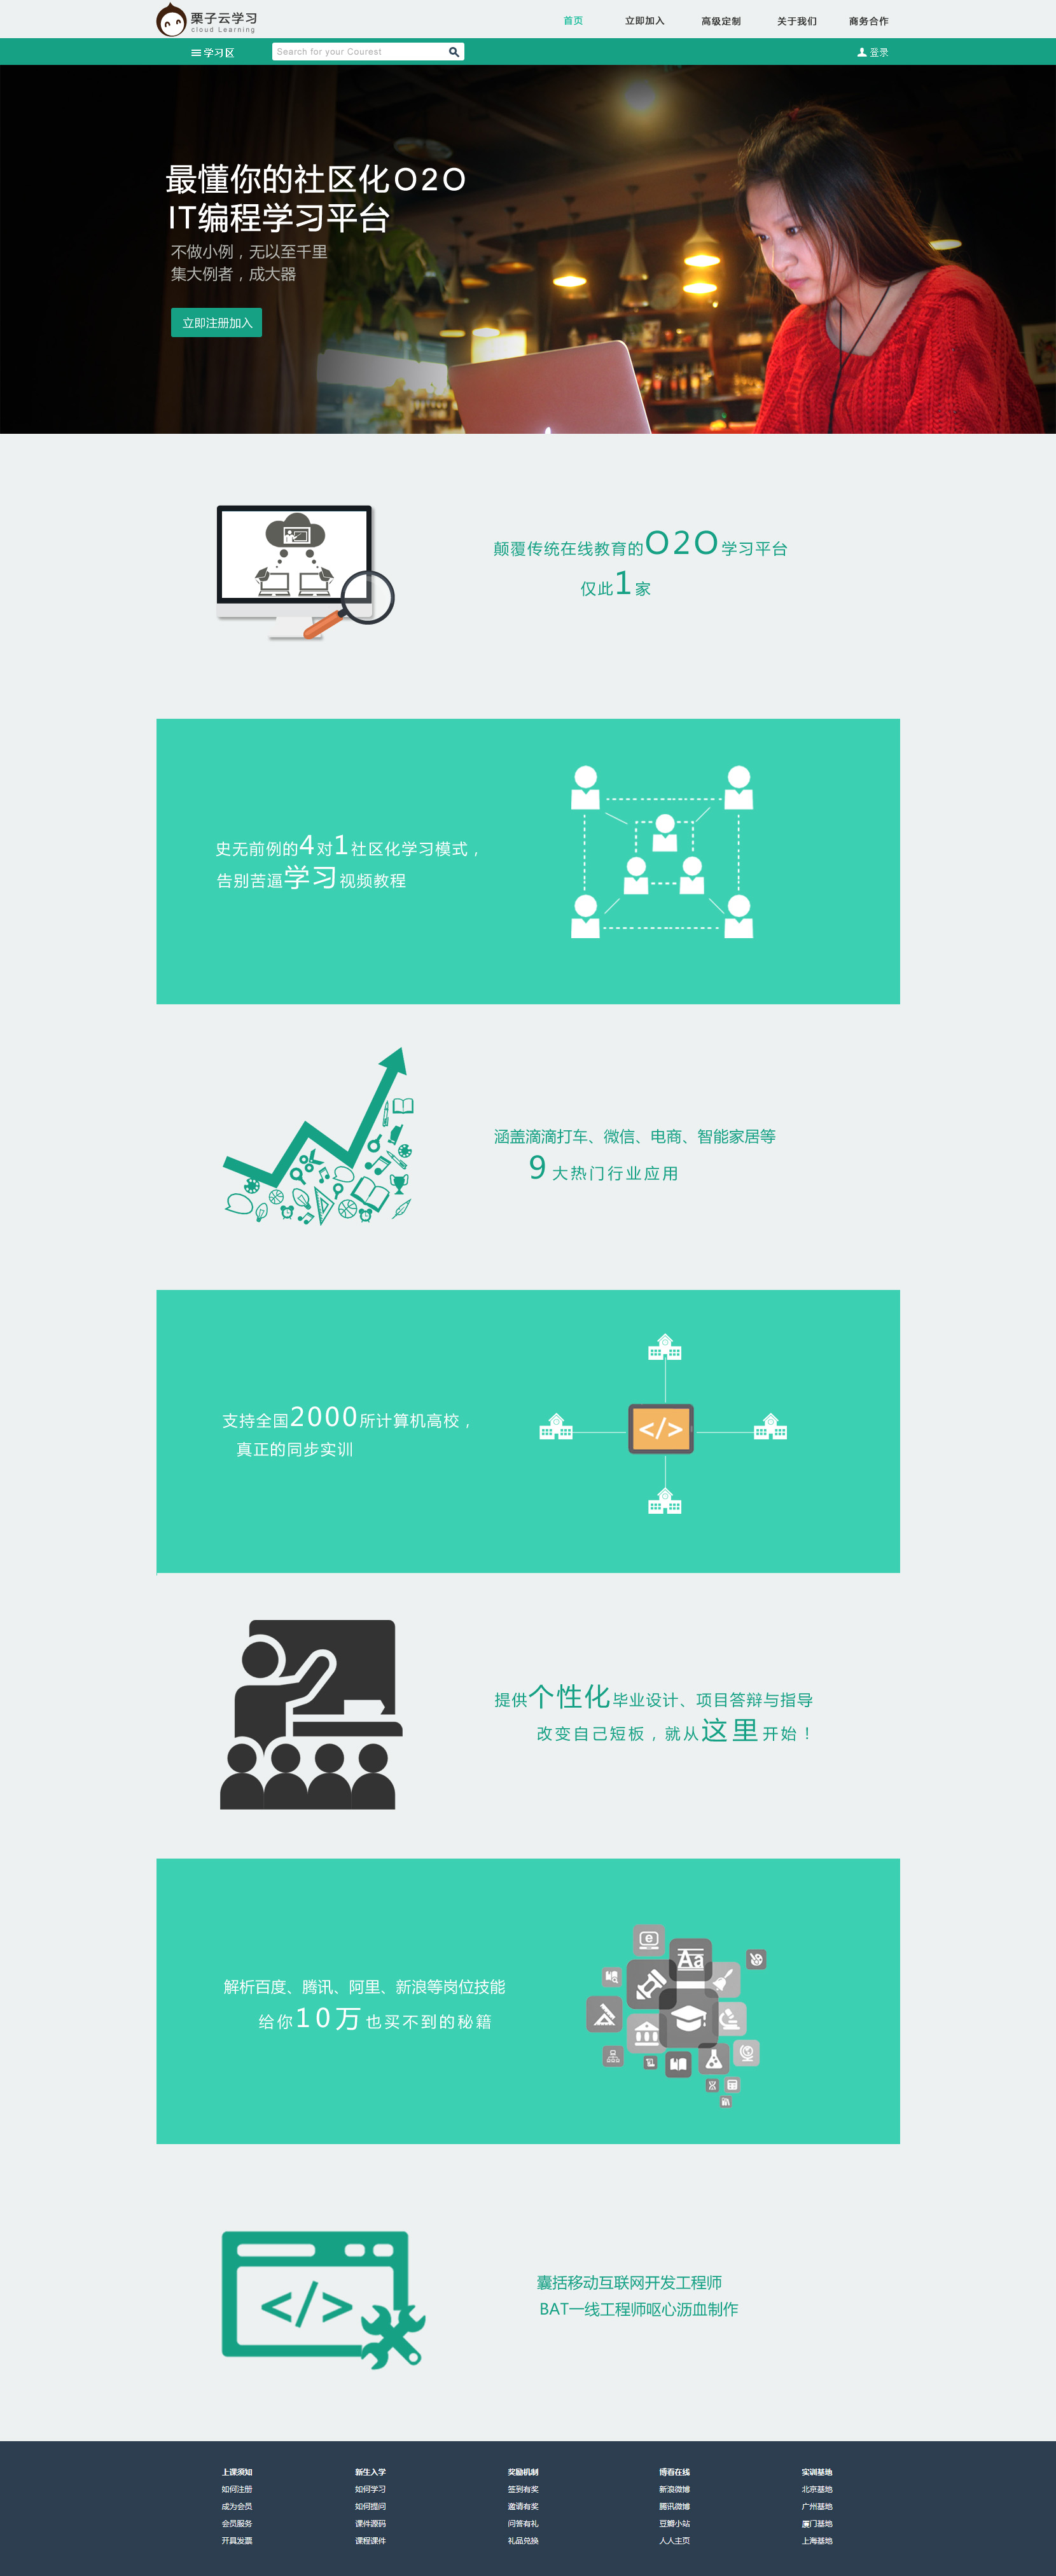 栗子云学习
cloud Learning
首页 立即加入 高级定制 关于我们 商务合作
学习区 Search for your Courest 登录
最懂你的社区化O2O
IT编程学习平台
不做小例，无以至千里
集大例者，成大器
立即注册加入
颠覆传统在线教育的O2O学习平台
仅此1家
史无前例的4对1社区化学习模式，
告别苦逼学习视频教程
涵盖滴滴打车、微信、电商、智能家居等
9大热门行业应用
支持全国2000所计算机高校，
真正的同步实训
</>
提供个性化毕业设计、项目答辩与指导
改变自己短板，就从这里开始！
e
Aa
解析百度、腾讯、阿里、新浪等岗位技能
给你10万也买不到的秘籍
</>
囊括移动互联网开发工程师
BAT一线工程师呕心沥血制作
上课须知 新生入学 奖励机制 博看在线 实训基地
如何注册 如何学习 签到有奖 新浪微博 北京基地
成为会员 如何提问 邀请有奖 腾讯微博 广州基地
会员服务 课件源码 问答有礼 豆瓣小站 厦门基地
开具发票 课程课件 礼品兑换 人人主页 上海基地